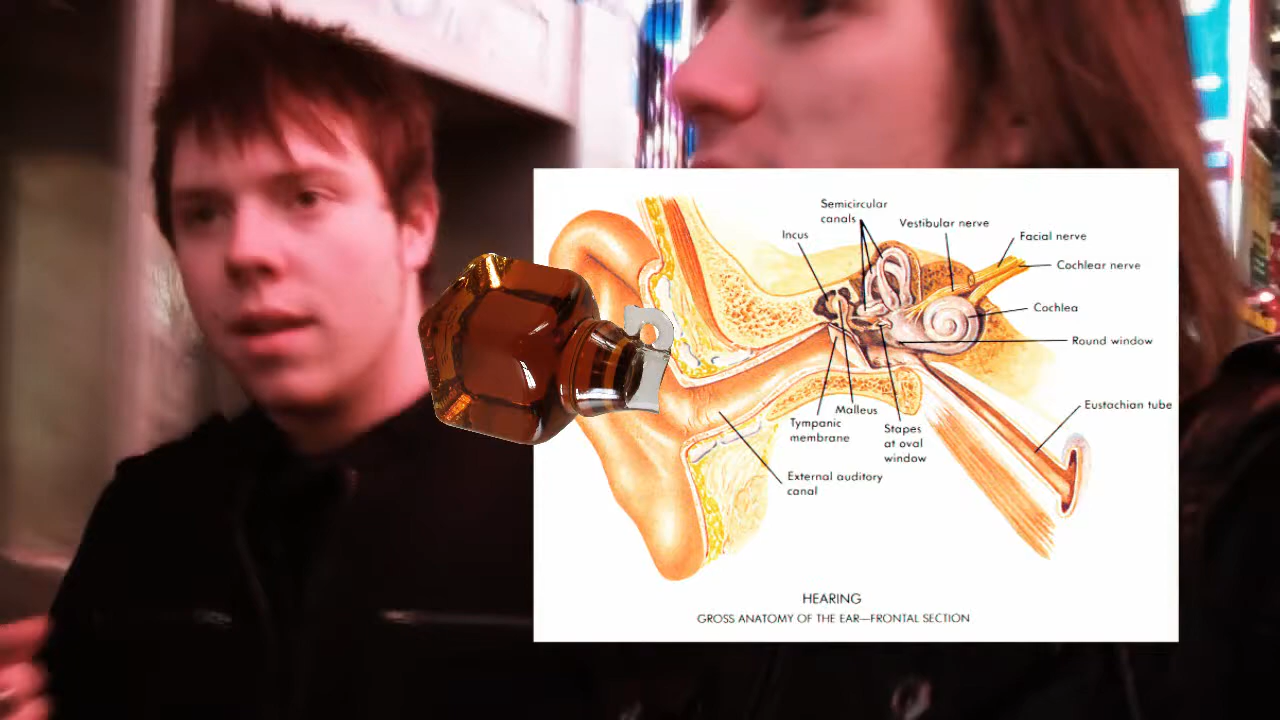 Semicircular
canals
Vestibular nerve
Incus
Facial nerve
Cochlear nerve
Cochlea
Round window
Eustachian tube
Malleus
Tympanic
membrane
Stapes
at oval
window
External auditory
canal
HEARING
GROSS ANATOMY OF THE EAR—FRONTAL SECTION